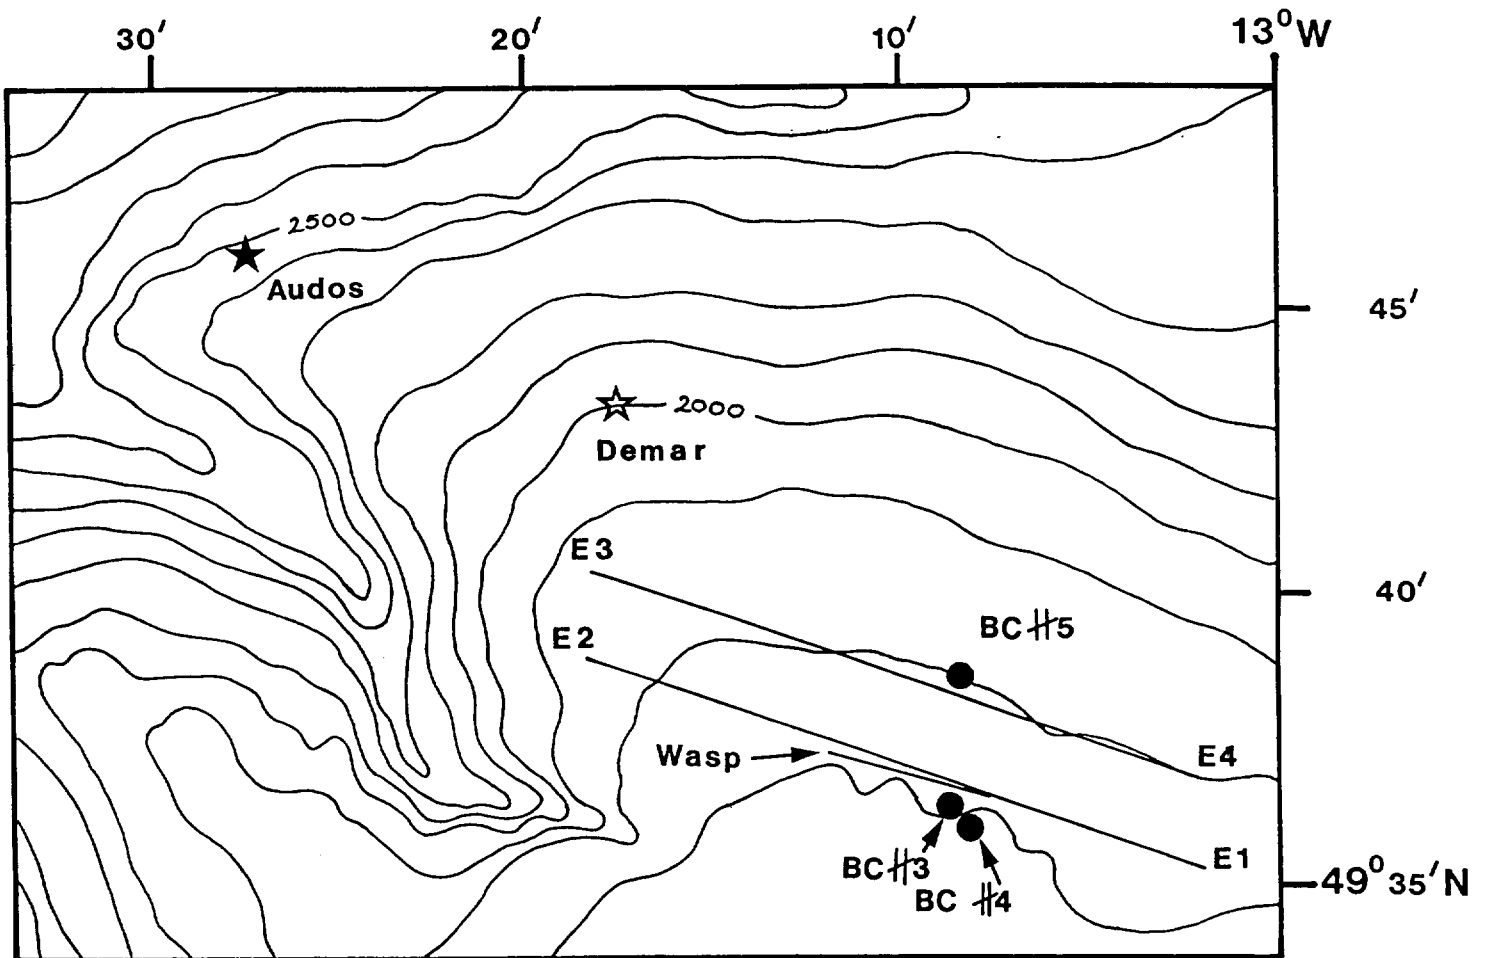 30′
20′
10′
13°W
2500
Audos
45′
2000
Demar
E3
40′
BC #5
E2
Wasp
E4
BC #3
E1
BC #4
49° 35′N